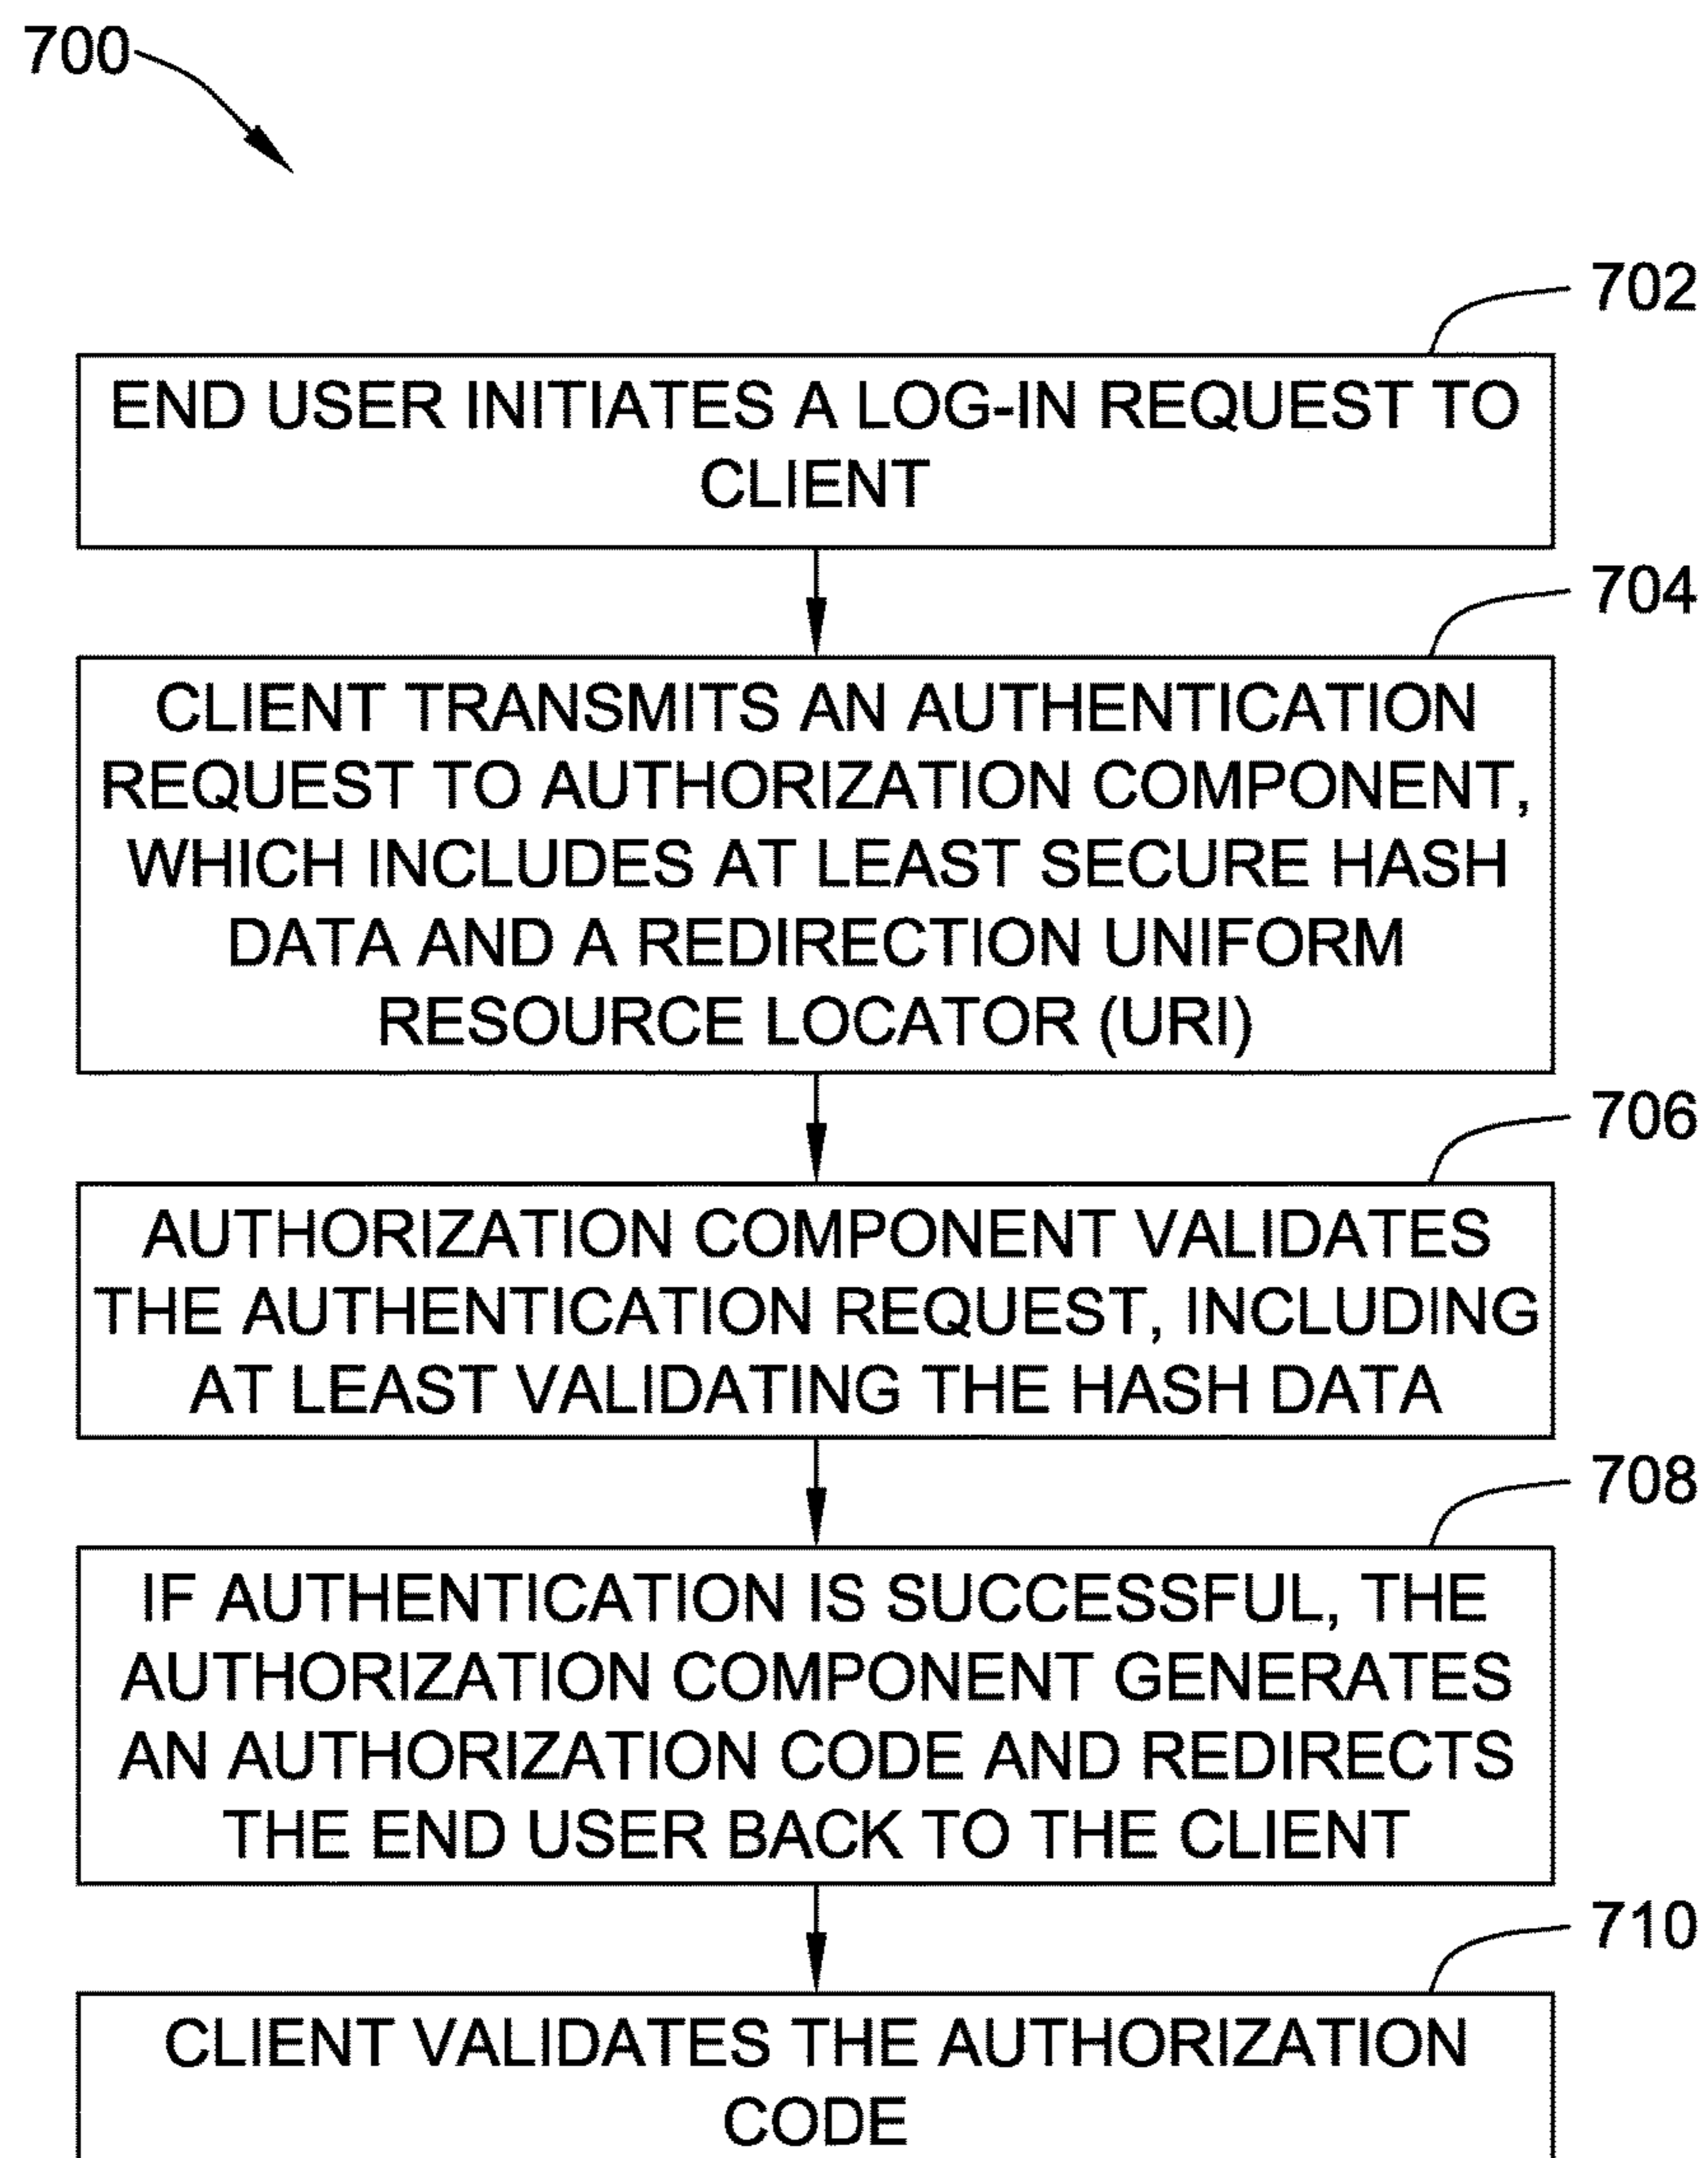 700
702
END USER INITIATES A LOG-IN REQUEST TO
CLIENT
704
CLIENT TRANSMITS AN AUTHENTICATION
REQUEST TO AUTHORIZATION COMPONENT,
WHICH INCLUDES AT LEAST SECURE HASH
DATA AND A REDIRECTION UNIFORM
RESOURCE LOCATOR (URI)
706
AUTHORIZATION COMPONENT VALIDATES
THE AUTHENTICATION REQUEST, INCLUDING
AT LEAST VALIDATING THE HASH DATA
708
IF AUTHENTICATION IS SUCCESSFUL, THE
AUTHORIZATION COMPONENT GENERATES
AN AUTHORIZATION CODE AND REDIRECTS
THE END USER BACK TO THE CLIENT
710
CLIENT VALIDATES THE AUTHORIZATION
CODE